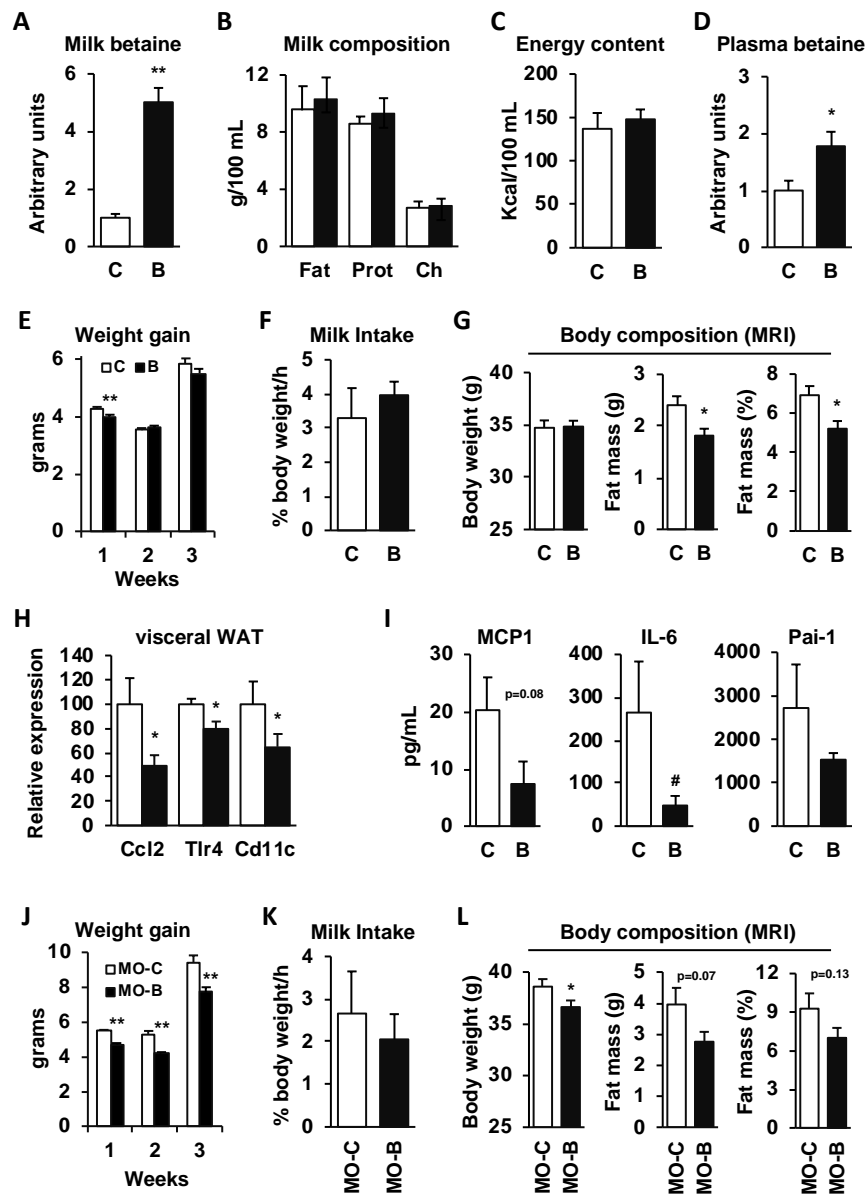 A
Milk betaine
Arbitrary units
6
4
2
0
**
C B
B
Milk composition
g/100 mL
12
9
6
3
0
Fat Prot Ch
C
Energy content
Kcal/100 mL
200
150
100
50
0
C B
D
Plasma betaine
Arbitrary units
3
2
1
0
*
C B
E
Weight gain
grams
6
4
2
0
C B
**
1 2 3
Weeks
F
Milk Intake
% body weight/h
5
4
3
2
1
0
C B
G
Body composition (MRI)
Body weight (g)
40
35
30
25
C B
Fat mass (g)
3
2
1
0
*
C B
Fat mass (%)
8
6
4
2
0
*
C B
H
visceral WAT
Relative expression
140
120
100
80
60
40
20
0
* * *
Ccl2 Tlr4 Cd11c
I
MCP1
pg/mL
30
20
10
0
p=0.08
C B
IL-6
400
300
200
100
0
#
C B
Pai-1
4000
3000
2000
1000
0
C B
J
Weight gain
grams
10
8
6
4
2
0
MO-C
MO-B
** ** **
1 2 3
Weeks
K
Milk Intake
% body weight/h
4
3
2
1
0
MO-C MO-B
L
Body composition (MRI)
Body weight (g)
40
35
30
25
*
MO-C MO-B
Fat mass (g)
5
4
3
2
1
0
p=0.07
MO-C MO-B
Fat mass (%)
12
9
6
3
0
p=0.13
MO-C MO-B